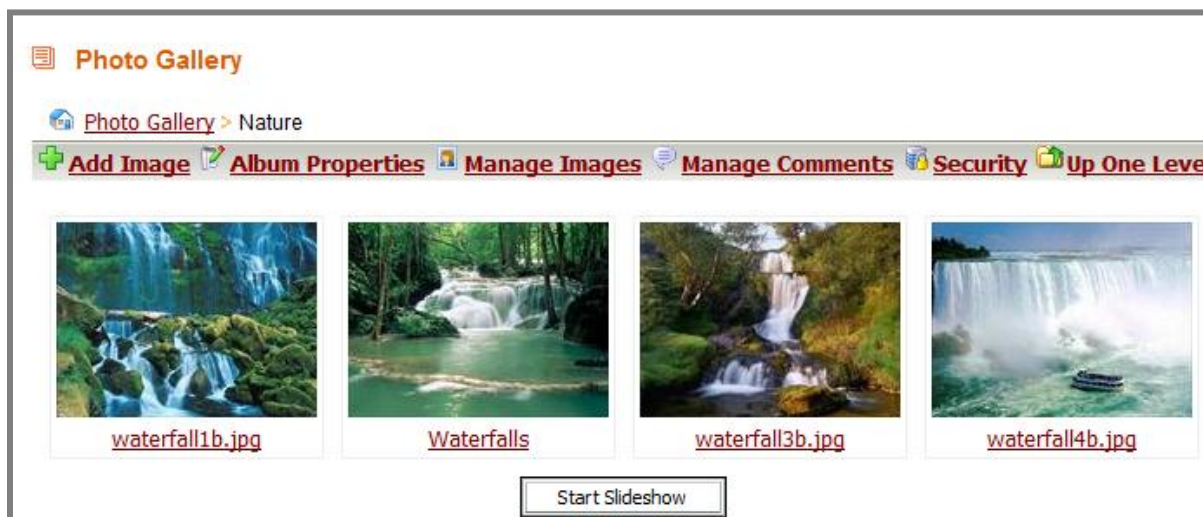 Photo Gallery
Photo Gallery > Nature
Add Image Album Properties Manage Images Manage Comments Security Up One Leve
waterfall1b.jpg Waterfalls waterfall3b.jpg waterfall4b.jpg
Start Slideshow